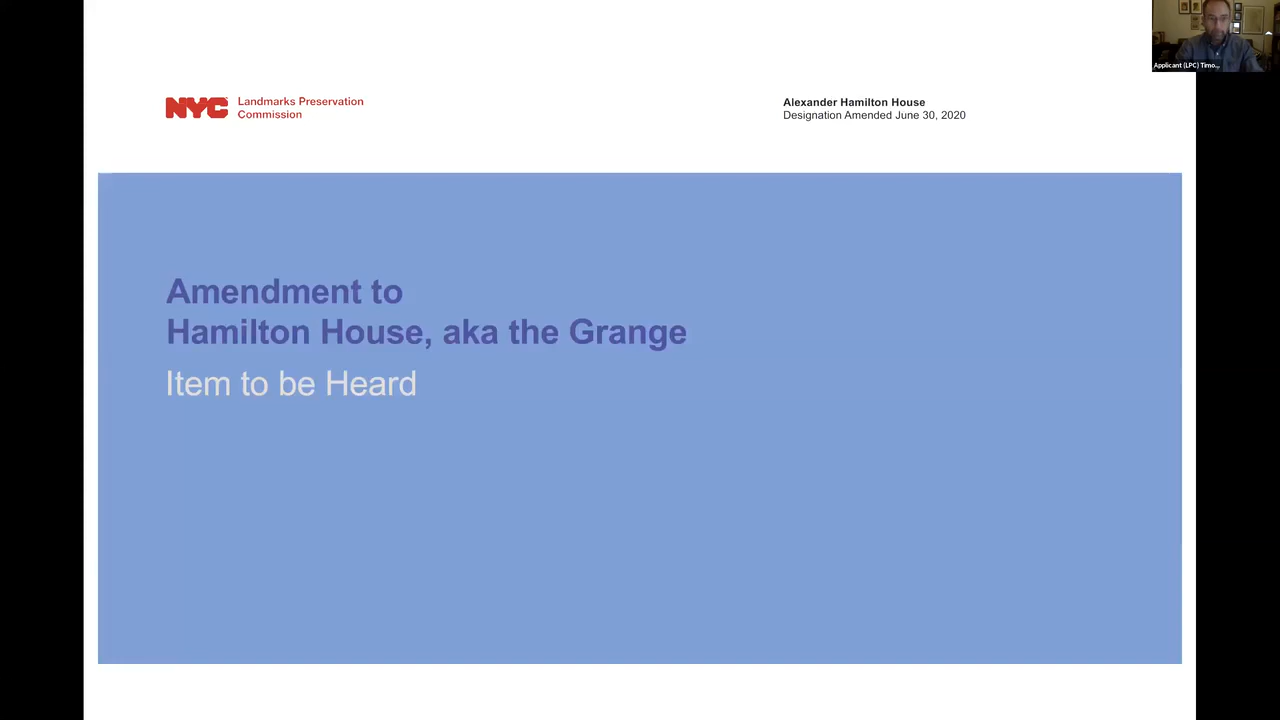 Applicant (LPC) Timo...
NYC Landmarks Preservation
Commission
Alexander Hamilton House
Designation Amended June 30, 2020
Amendment to
Hamilton House, aka the Grange
Item to be Heard